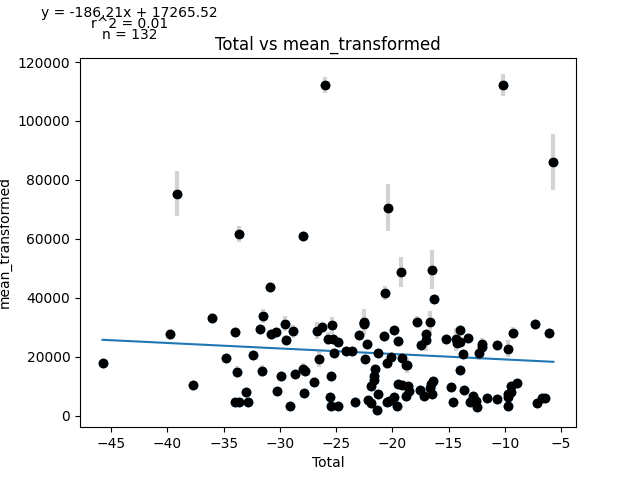 y = -186.21x + 17265.52
r^2 = 0.01
n = 132
Total vs mean_transformed
120000
100000
80000
60000
40000
20000
0
mean_transformed
−45
−40
−35
−30
−25
−20
−15
−10
−5
Total